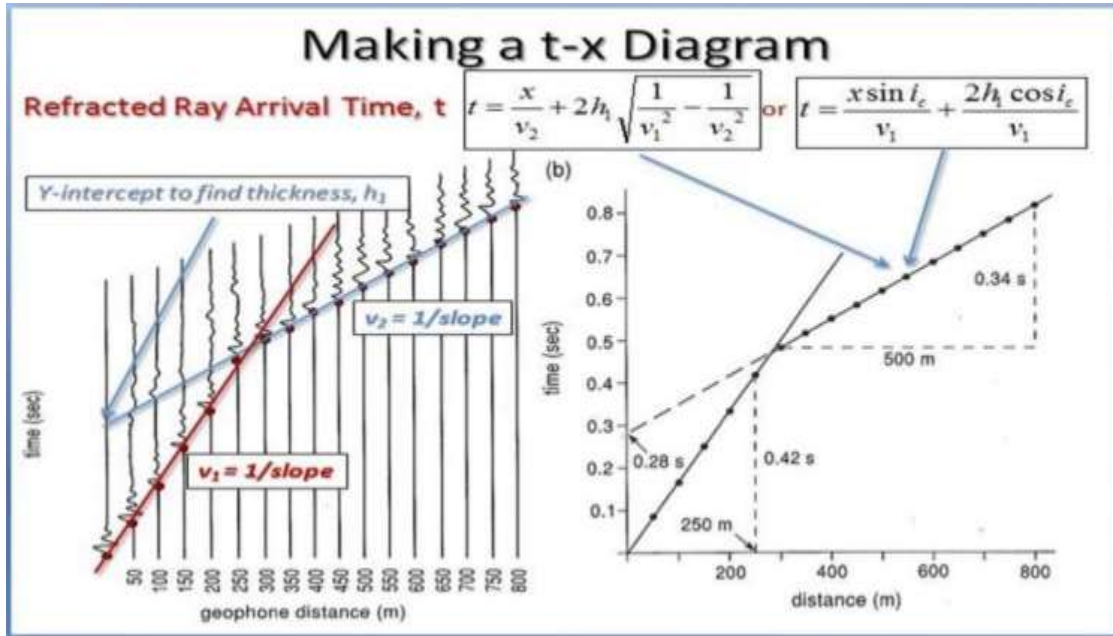 Making a t-x Diagram
Refracted Ray Arrival Time, t
t = x/v₂ + 2h₁ √(1/v₁² − 1/v₂²)
or
t = x sin i_c/v₁ + 2h₁ cos i_c/v₁
Y-intercept to find thickness, h₁
v₂ = 1/slope
v₁ = 1/slope
time (sec)
50
100
150
200
250
300
350
400
450
500
550
600
650
700
750
800
geophone distance (m)
(b)
time (sec)
0.8
0.7
0.6
0.5
0.4
0.3
0.2
0.1
0.34 s
500 m
0.28 s
0.42 s
250 m
200
400
600
800
distance (m)